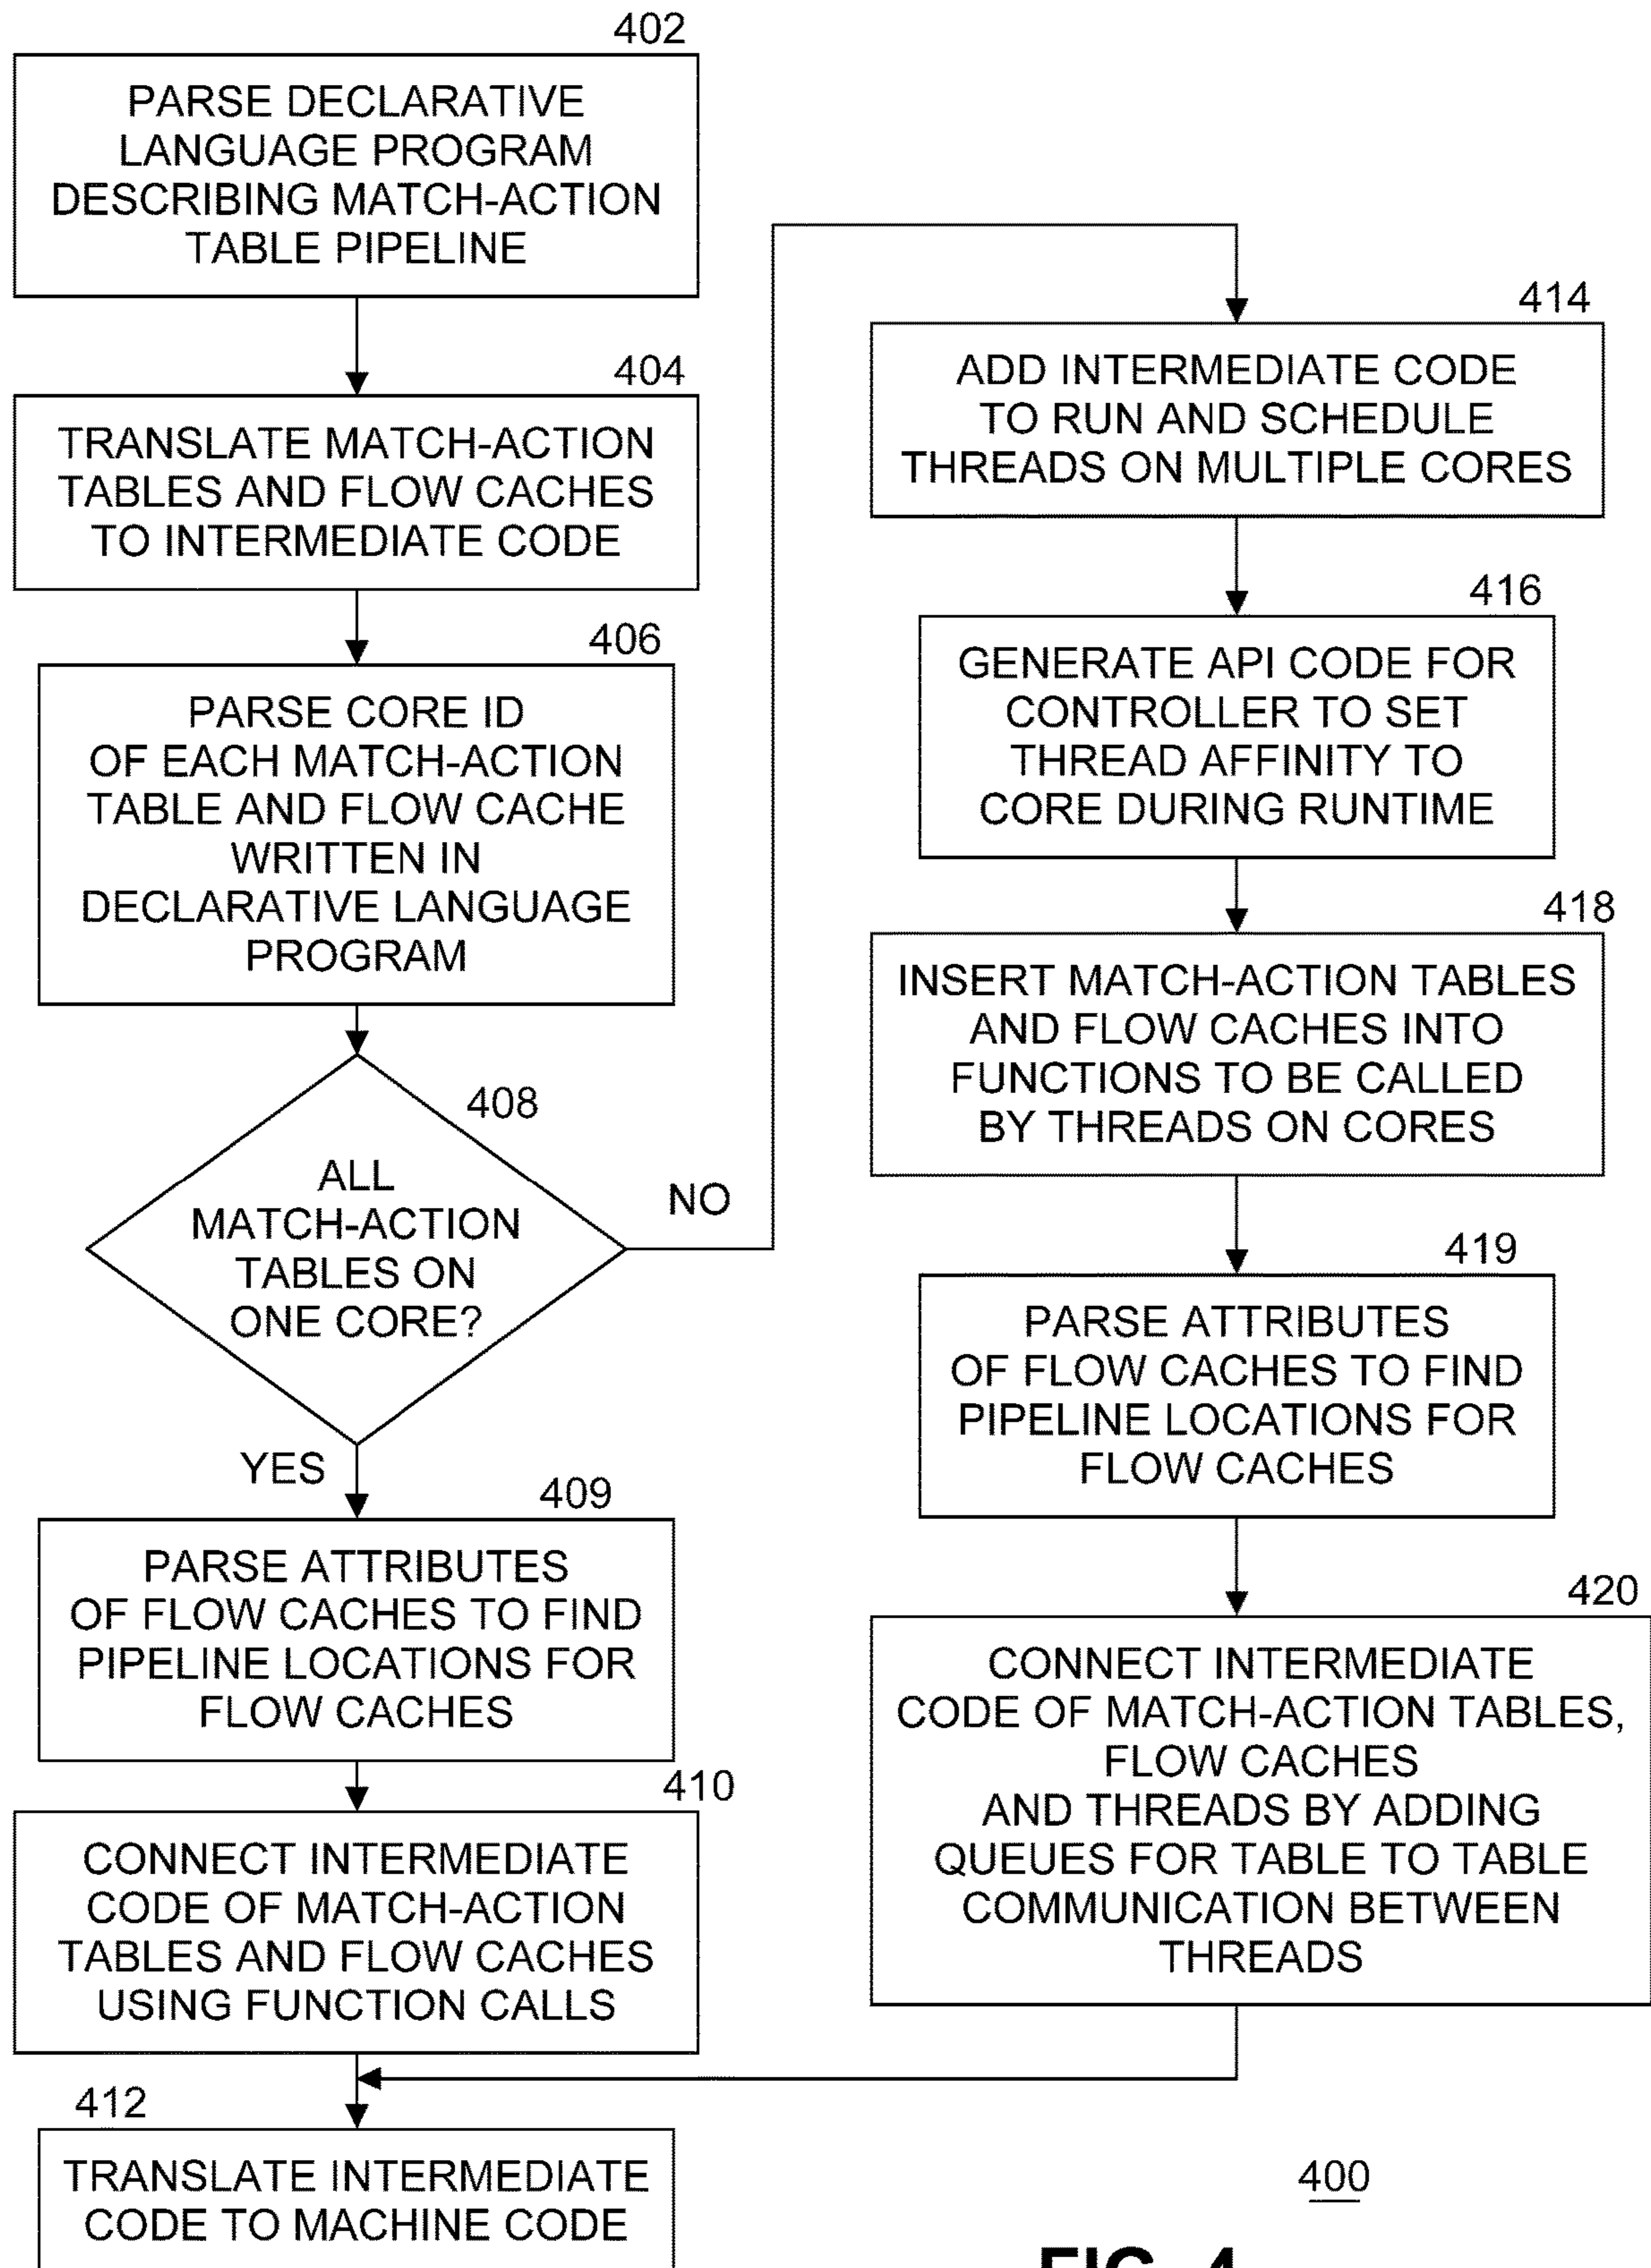 402
PARSE DECLARATIVE
LANGUAGE PROGRAM
DESCRIBING MATCH-ACTION
TABLE PIPELINE
404
TRANSLATE MATCH-ACTION
TABLES AND FLOW CACHES
TO INTERMEDIATE CODE
406
PARSE CORE ID
OF EACH MATCH-ACTION
TABLE AND FLOW CACHE
WRITTEN IN
DECLARATIVE LANGUAGE
PROGRAM
408
ALL
MATCH-ACTION
TABLES ON
ONE CORE?
NO
YES
409
PARSE ATTRIBUTES
OF FLOW CACHES TO FIND
PIPELINE LOCATIONS FOR
FLOW CACHES
410
CONNECT INTERMEDIATE
CODE OF MATCH-ACTION
TABLES AND FLOW CACHES
USING FUNCTION CALLS
412
TRANSLATE INTERMEDIATE
CODE TO MACHINE CODE
414
ADD INTERMEDIATE CODE
TO RUN AND SCHEDULE
THREADS ON MULTIPLE CORES
416
GENERATE API CODE FOR
CONTROLLER TO SET
THREAD AFFINITY TO
CORE DURING RUNTIME
418
INSERT MATCH-ACTION TABLES
AND FLOW CACHES INTO
FUNCTIONS TO BE CALLED
BY THREADS ON CORES
419
PARSE ATTRIBUTES
OF FLOW CACHES TO FIND
PIPELINE LOCATIONS FOR
FLOW CACHES
420
CONNECT INTERMEDIATE
CODE OF MATCH-ACTION TABLES,
FLOW CACHES
AND THREADS BY ADDING
QUEUES FOR TABLE TO TABLE
COMMUNICATION BETWEEN
THREADS
400
FIG. 4